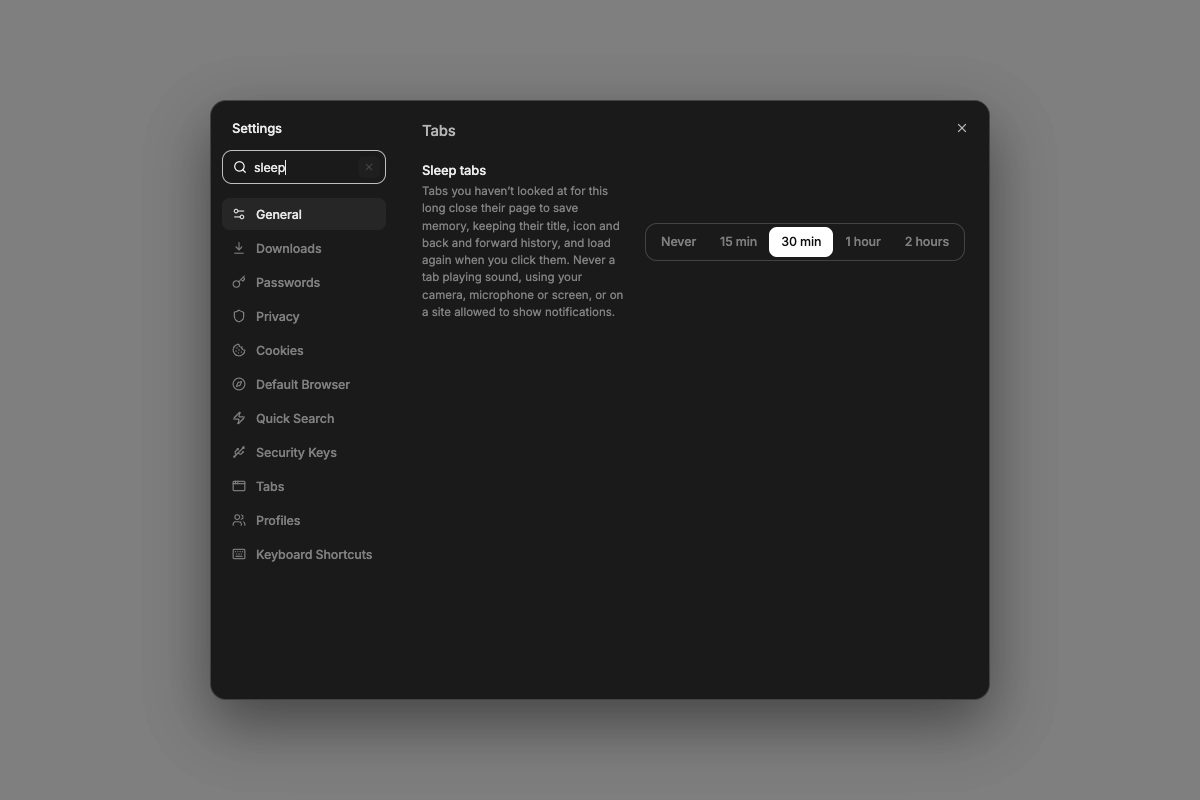 Settings
sleep
General
Downloads
Passwords
Privacy
Cookies
Default Browser
Quick Search
Security Keys
Tabs
Profiles
Keyboard Shortcuts
Tabs
Sleep tabs
Tabs you haven’t looked at for this
long close their page to save
memory, keeping their title, icon and
back and forward history, and load
again when you click them. Never a
tab playing sound, using your
camera, microphone or screen, or on
a site allowed to show notifications.
Never 15 min 30 min 1 hour 2 hours